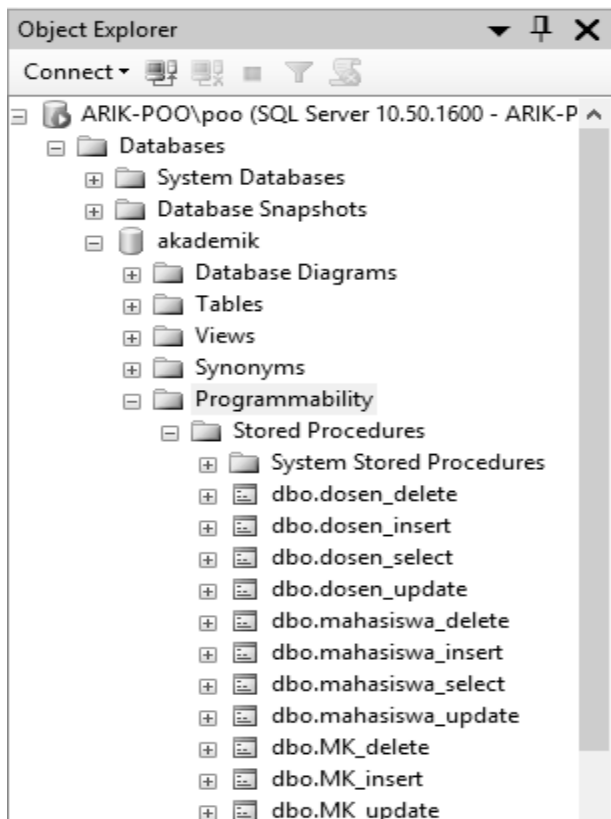 Object Explorer
Connect
ARIK-POO\poo (SQL Server 10.50.1600 - ARIK-P
Databases
System Databases
Database Snapshots
akademik
Database Diagrams
Tables
Views
Synonyms
Programmability
Stored Procedures
System Stored Procedures
dbo.dosen_delete
dbo.dosen_insert
dbo.dosen_select
dbo.dosen_update
dbo.mahasiswa_delete
dbo.mahasiswa_insert
dbo.mahasiswa_select
dbo.mahasiswa_update
dbo.MK_delete
dbo.MK_insert
dbo.MK_update